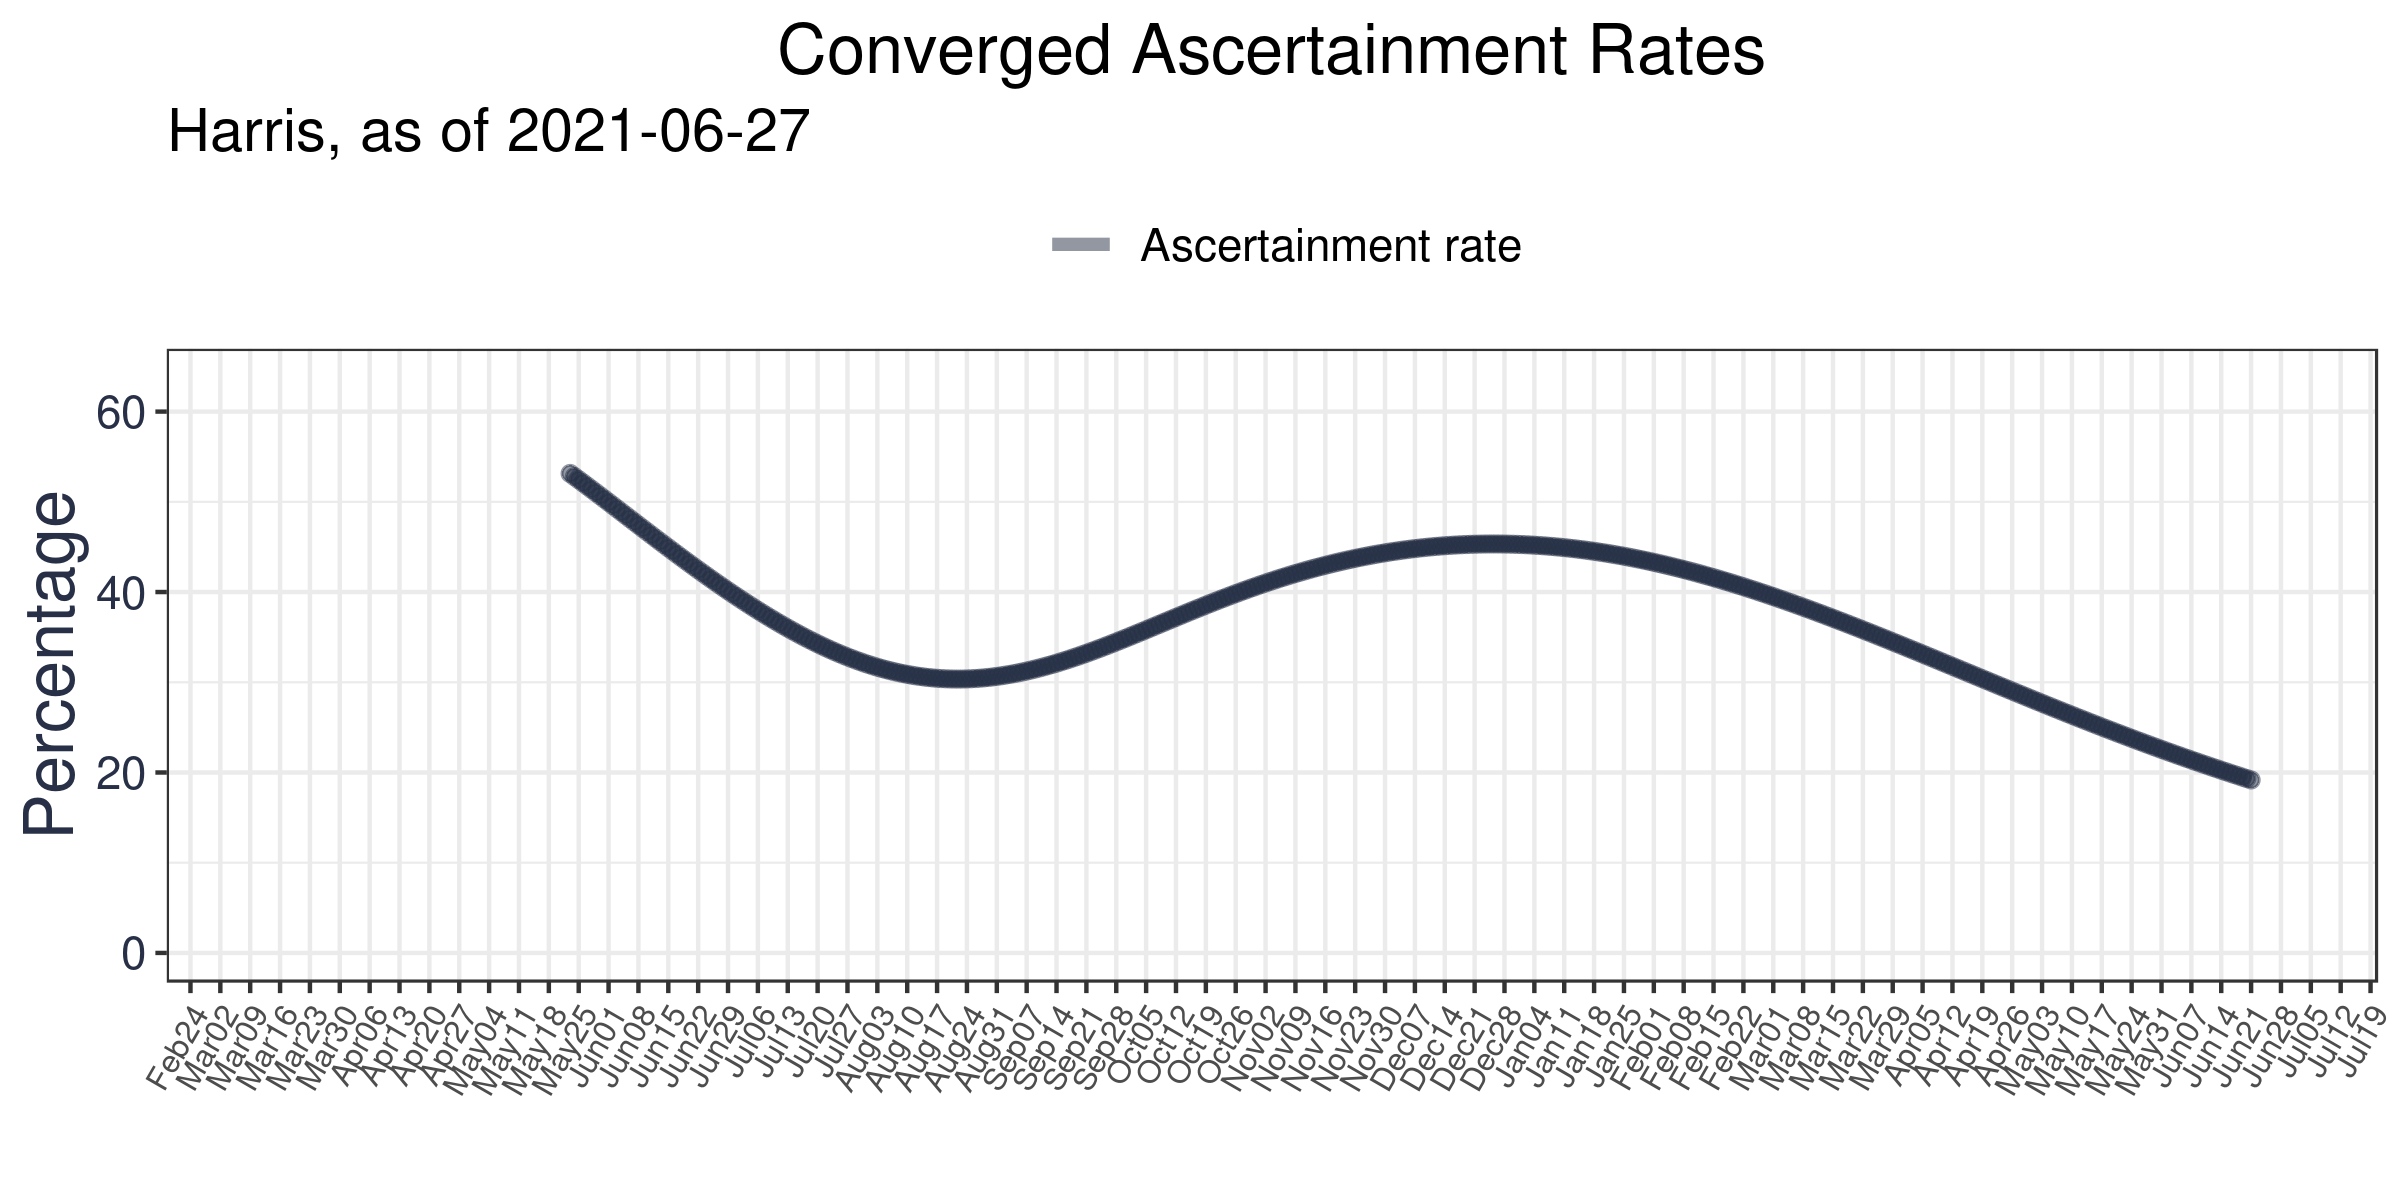 Converged Ascertainment Rates
Harris, as of 2021-06-27
Ascertainment rate
Percentage
60
40
20
0
Feb24
Mar02
Mar09
Mar16
Mar23
Mar30
Apr06
Apr13
Apr20
Apr27
May04
May11
May18
May25
Jun01
Jun08
Jun15
Jun22
Jun29
Jul06
Jul13
Jul20
Jul27
Aug03
Aug10
Aug17
Aug24
Aug31
Sep07
Sep14
Sep21
Sep28
Oct05
Oct12
Oct19
Oct26
Nov02
Nov09
Nov16
Nov23
Nov30
Dec07
Dec14
Dec21
Dec28
Jan04
Jan11
Jan18
Jan25
Feb01
Feb08
Feb15
Feb22
Mar01
Mar08
Mar15
Mar22
Mar29
Apr05
Apr12
Apr19
Apr26
May03
May10
May17
May24
May31
Jun07
Jun14
Jun21
Jun28
Jul05
Jul12
Jul19